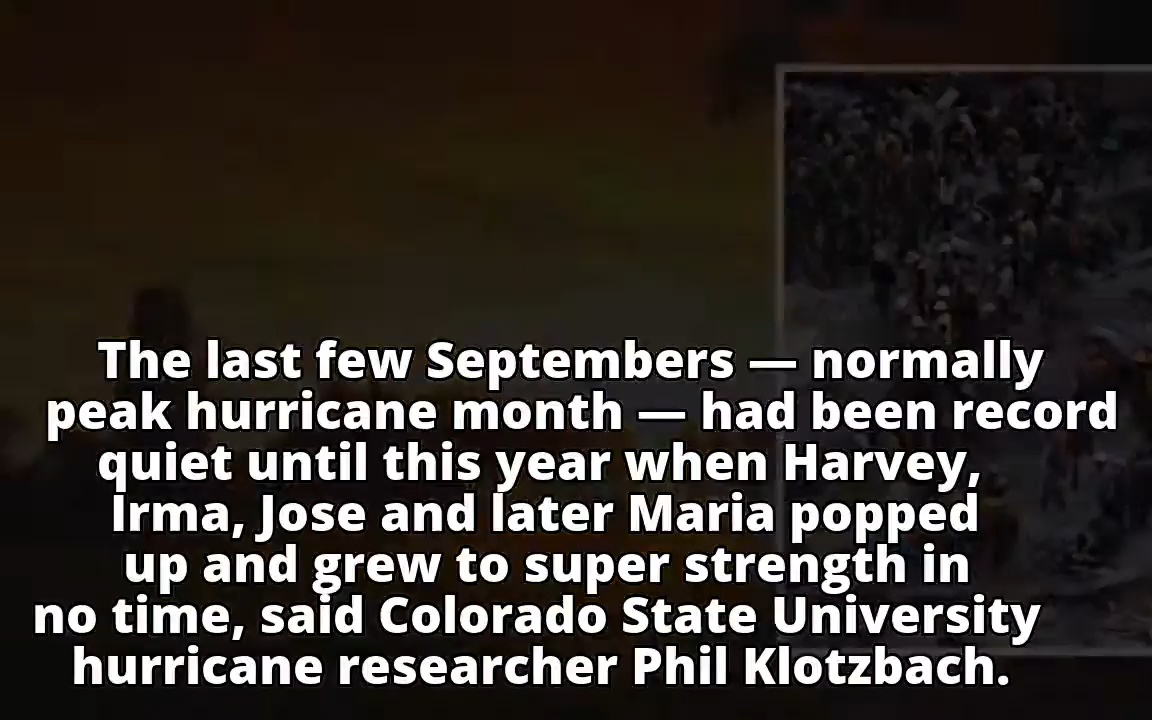 The last few Septembers — normally
peak hurricane month — had been record
quiet until this year when Harvey,
Irma, Jose and later Maria popped
up and grew to super strength in
no time, said Colorado State University
hurricane researcher Phil Klotzbach.